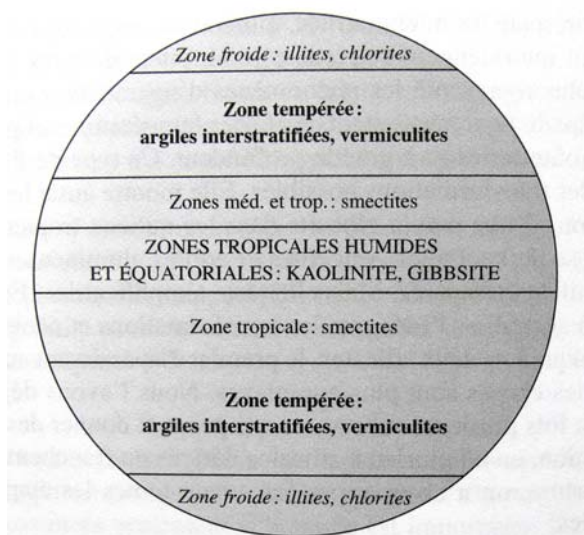 Zone froide : illites, chlorites
Zone tempérée :
argiles interstratifiées, vermiculites
Zones méd. et trop. : smectites
ZONES TROPICALES HUMIDES
ET ÉQUATORIALES : KAOLINITE, GIBBSITE
Zone tropicale : smectites
Zone tempérée :
argiles interstratifiées, vermiculites
Zone froide : illites, chlorites